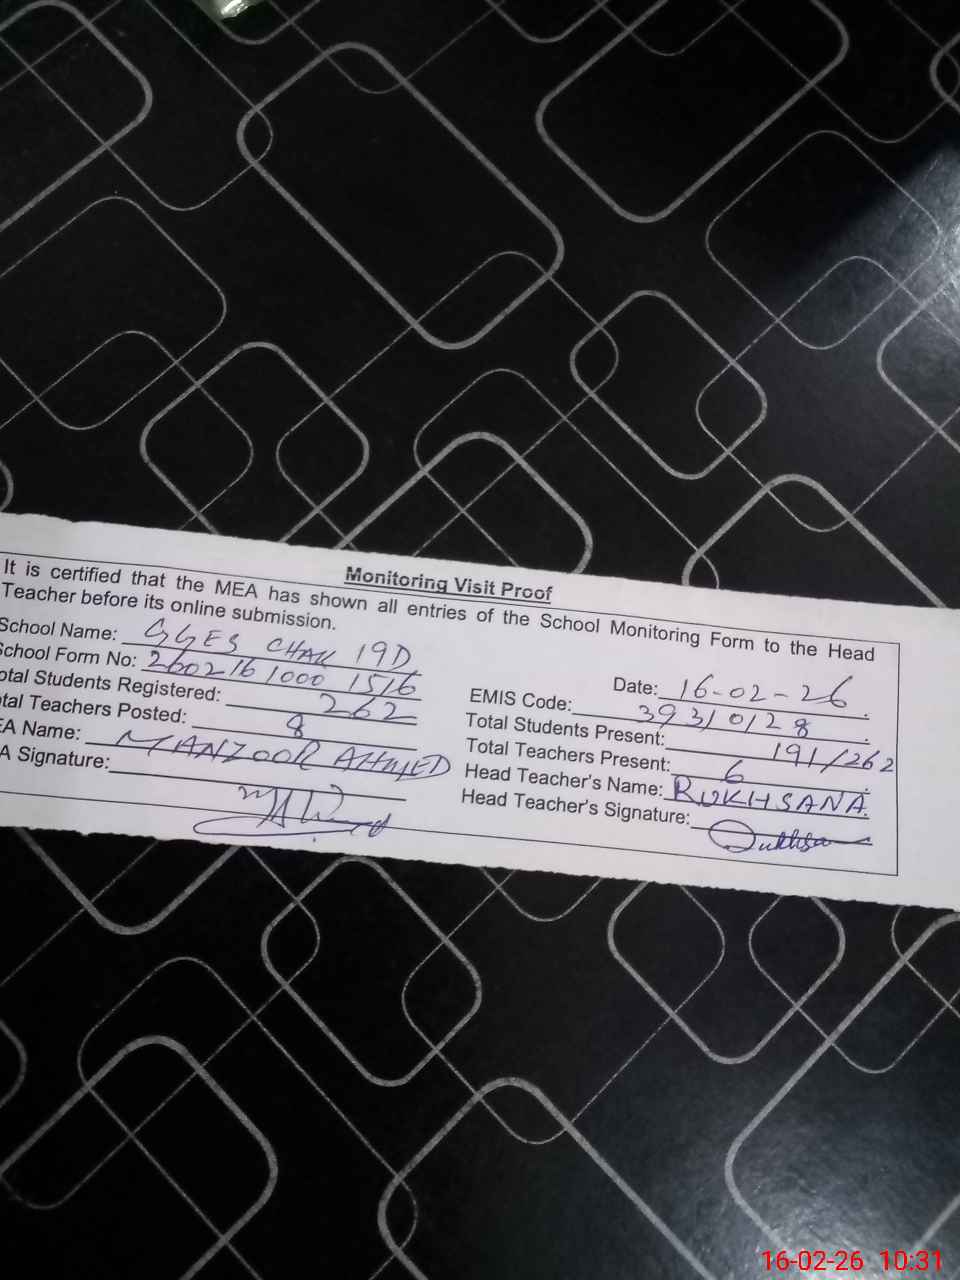 Monitoring Visit Proof
It is certified that the MEA has shown all entries of the School Monitoring Form to the Head
Teacher before its online submission.
Date: 16-02-26
School Name: GGES CHAK 19D
School Form No: 260216 1000 1516
EMIS Code: 39310128
otal Students Registered: 262
Total Students Present: 191/262
otal Teachers Posted: 8
Total Teachers Present: 6
EA Name: MANZOOR AHMED
Head Teacher's Name: RUKHSANA.
A Signature:
Head Teacher's Signature: Rukhsa
16-02-26 10:31